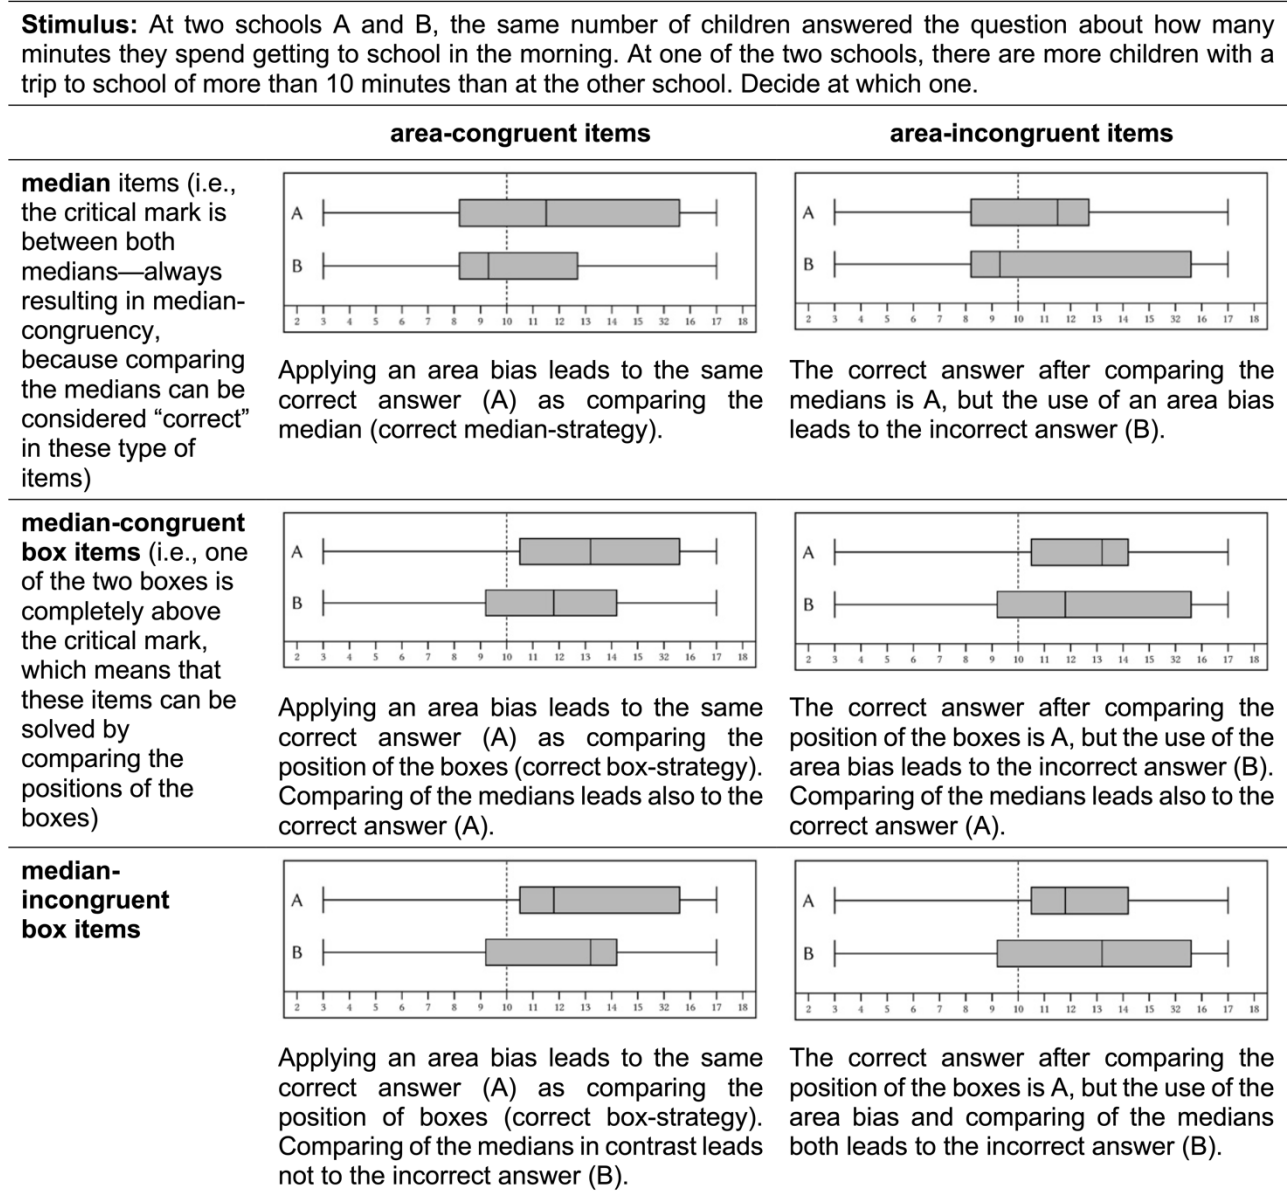 Stimulus: At two schools A and B, the same number of children answered the question about how many
minutes they spend getting to school in the morning. At one of the two schools, there are more children with a
trip to school of more than 10 minutes than at the other school. Decide at which one.
area-congruent items
area-incongruent items
median items (i.e.,
the critical mark is
between both
medians—always
resulting in median-
congruency,
because comparing
the medians can be
considered “correct”
in these type of
items)
A
B
2 3 4 5 6 7 8 9 10 11 12 13 14 15 32 16 17 18
Applying an area bias leads to the same
correct answer (A) as comparing the
median (correct median-strategy).
A
B
2 3 4 5 6 7 8 9 10 11 12 13 14 15 32 16 17 18
The correct answer after comparing the
medians is A, but the use of an area bias
leads to the incorrect answer (B).
median-congruent
box items (i.e., one
of the two boxes is
completely above
the critical mark,
which means that
these items can be
solved by
comparing the
positions of the
boxes)
A
B
2 3 4 5 6 7 8 9 10 11 12 13 14 15 32 16 17 18
Applying an area bias leads to the same
correct answer (A) as comparing the
position of the boxes (correct box-strategy).
Comparing of the medians leads also to the
correct answer (A).
A
B
2 3 4 5 6 7 8 9 10 11 12 13 14 15 32 16 17 18
The correct answer after comparing the
position of the boxes is A, but the use of the
area bias leads to the incorrect answer (B).
Comparing of the medians leads also to the
correct answer (A).
median-
incongruent
box items
A
B
2 3 4 5 6 7 8 9 10 11 12 13 14 15 32 16 17 18
Applying an area bias leads to the same
correct answer (A) as comparing the
position of boxes (correct box-strategy).
Comparing of the medians in contrast leads
not to the incorrect answer (B).
A
B
2 3 4 5 6 7 8 9 10 11 12 13 14 15 32 16 17 18
The correct answer after comparing the
position of the boxes is A, but the use of the
area bias and comparing of the medians
both leads to the incorrect answer (B).